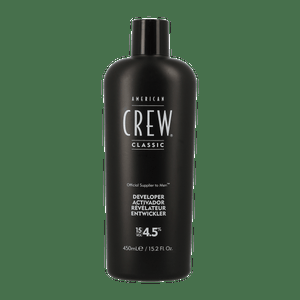 AMERICAN
CREW
CLASSIC
Official Supplier to Men™
DEVELOPER
ACTIVADOR
RÉVÉLATEUR
ENTWICKLER
15 VOL. 4.5%
450mL℮ / 15.2 Fl. Oz.